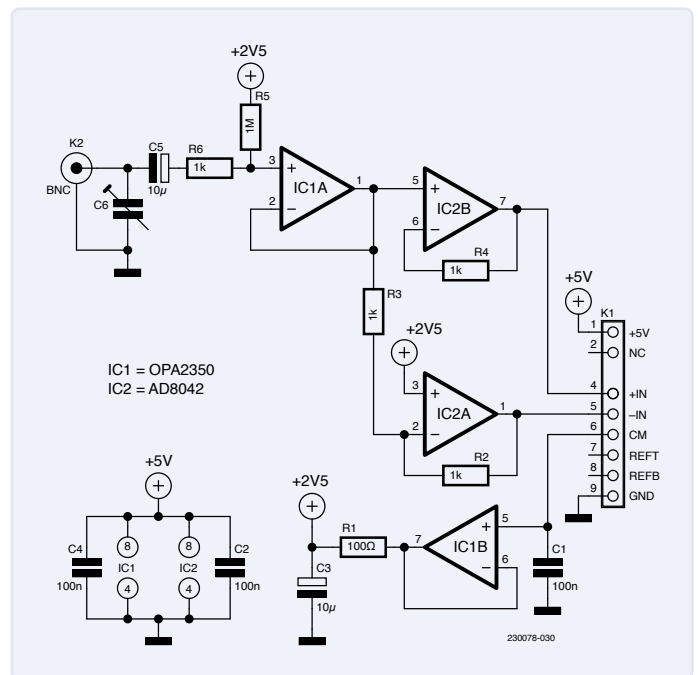 +2V5
R5
1M
K2
BNC
C5
10µ
R6
1k
C6
3
2
1
IC1A
5
6
7
IC2B
R4
1k
R3
1k
+2V5
3
2
1
IC2A
R2
1k
+5V
K1
1
+5V
2
NC
4
+IN
5
–IN
6
CM
7
REFT
8
REFB
9
GND
IC1 = OPA2350
IC2 = AD8042
+5V
C4
100n
8
IC1
4
8
IC2
4
C2
100n
+2V5
R1
100Ω
C3
10µ
7
IC1B
5
6
C1
100n
230078-030